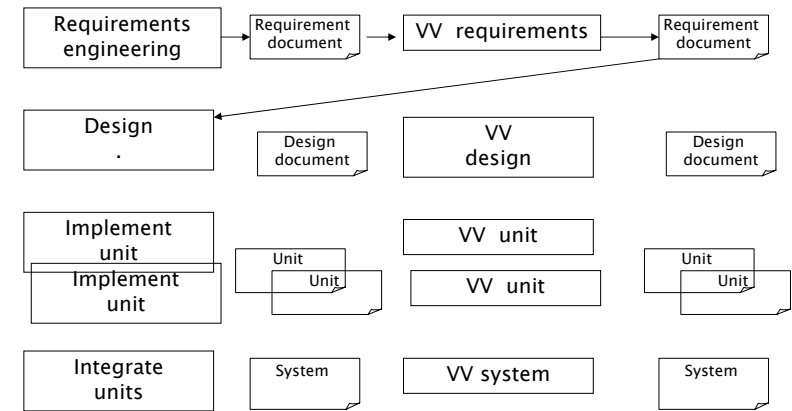 Requirements
engineering
Requirement
document
VV requirements
Requirement
document
Design
.
Design
document
VV
design
Design
document
Implement
unit
Implement
unit
Unit
Unit
VV unit
VV unit
Unit
Unit
Integrate
units
System
VV system
System